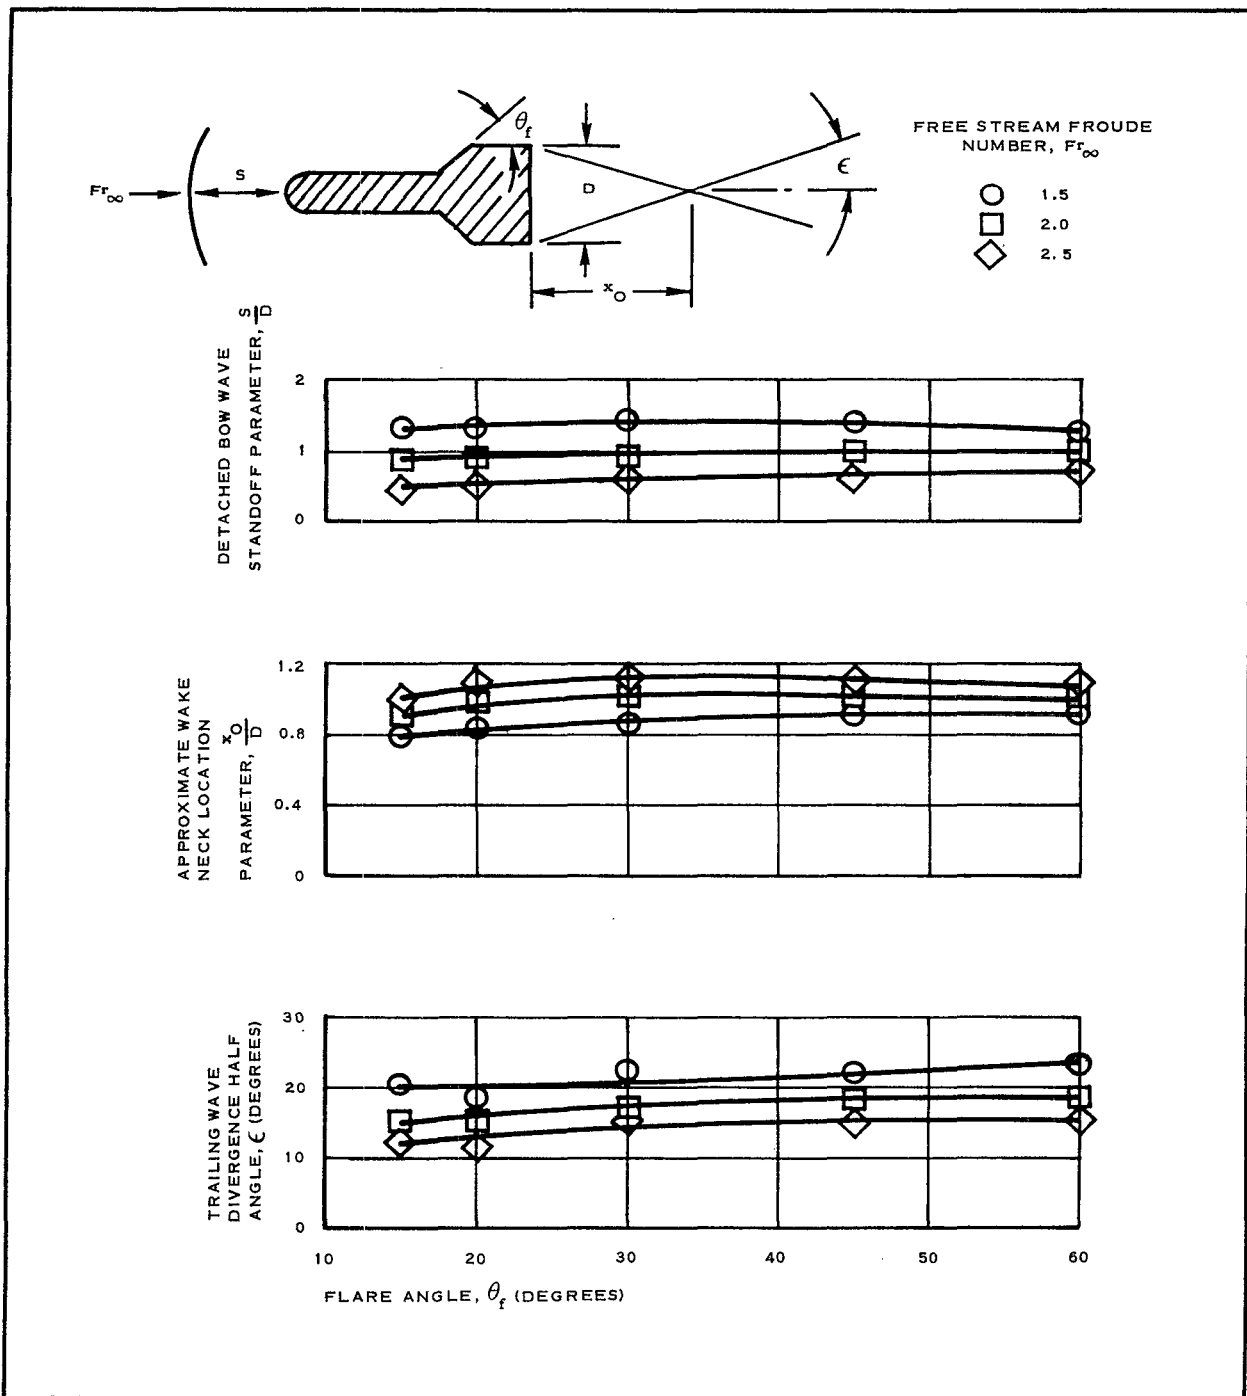 θf
Fr∞
S
D
ϵ
xO
FREE STREAM FROUDE
NUMBER, Fr∞
1.5
2.0
2.5
DETACHED BOW WAVE
STANDOFF PARAMETER, S/D
2
1
0
APPROXIMATE WAKE
NECK LOCATION
PARAMETER, xO/D
1.2
0.8
0.4
0
TRAILING WAVE
DIVERGENCE HALF
ANGLE, ϵ (DEGREES)
30
20
10
0
10 20 30 40 50 60
FLARE ANGLE, θf (DEGREES)